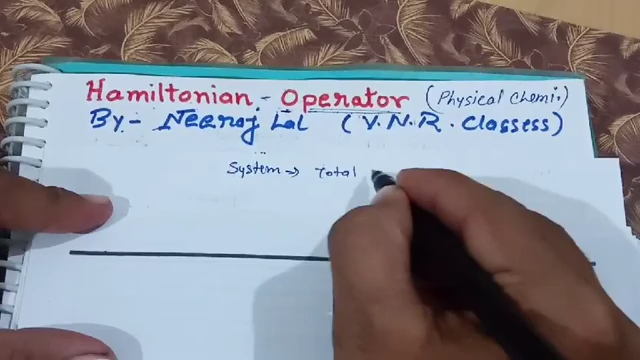 Hamiltonian - Operator (Physical Chemi.)
By - Neeraj Lal (V.N.R. Classess)
System → Total